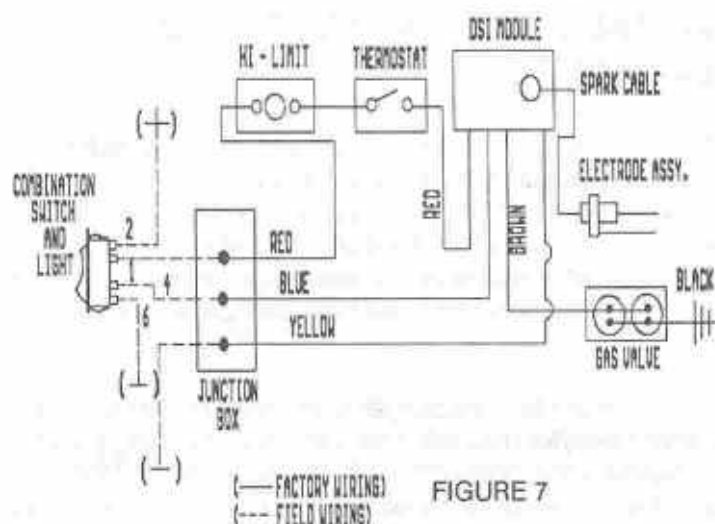 DSI MODULE
HI - LIMIT
THERMOSTAT
SPARK CABLE
(+)
COMBINATION
SWITCH
AND
LIGHT
ELECTRODE ASSY.
2
RED
RED
BROWN
1
4
BLUE
BLACK
6
YELLOW
GAS VALVE
(-)
JUNCTION
BOX
(-)
(— FACTORY WIRING)
(--- FIELD WIRING)
FIGURE 7